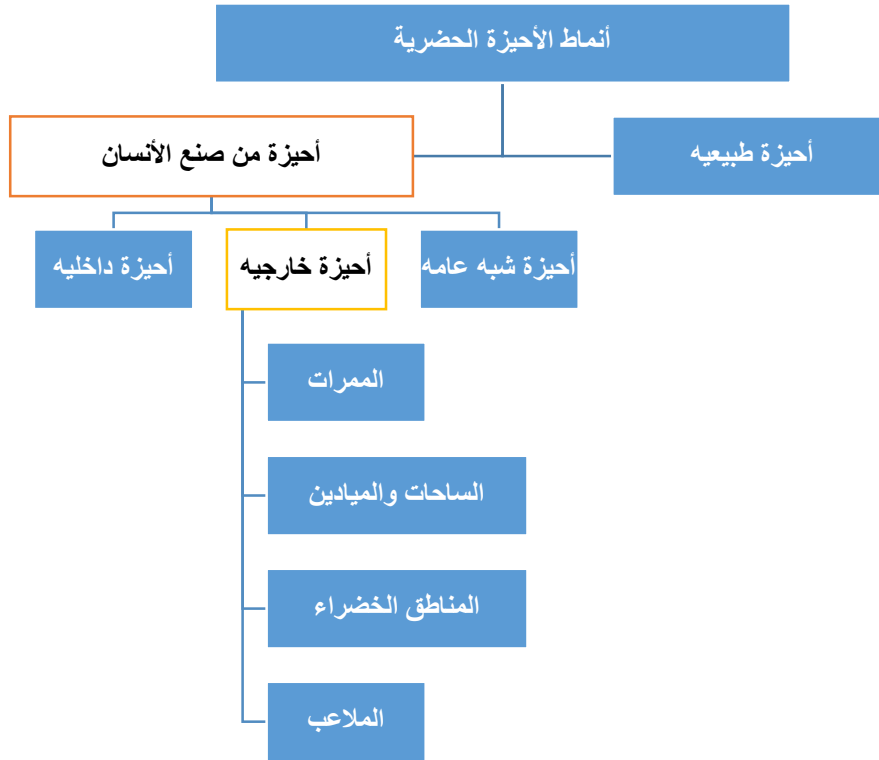 أنماط الأحيزة الحضرية
أحيزة طبيعيه
أحيزة من صنع الأنسان
أحيزة شبه عامه
أحيزة خارجيه
أحيزة داخليه
الممرات
الساحات والميادين
المناطق الخضراء
الملاعب